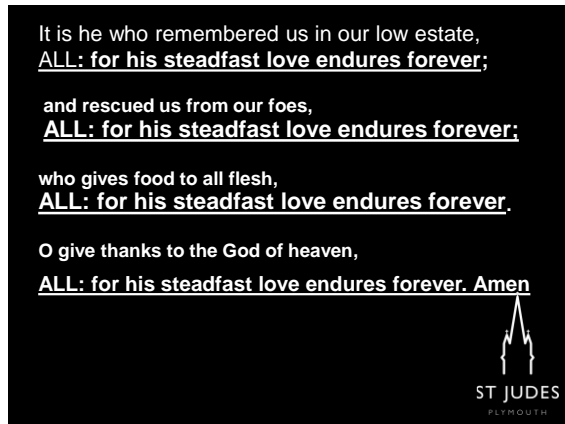 It is he who remembered us in our low estate,
ALL: for his steadfast love endures forever;
and rescued us from our foes,
ALL: for his steadfast love endures forever;
who gives food to all flesh,
ALL: for his steadfast love endures forever.
O give thanks to the God of heaven,
ALL: for his steadfast love endures forever. Amen
ST JUDES
PLYMOUTH